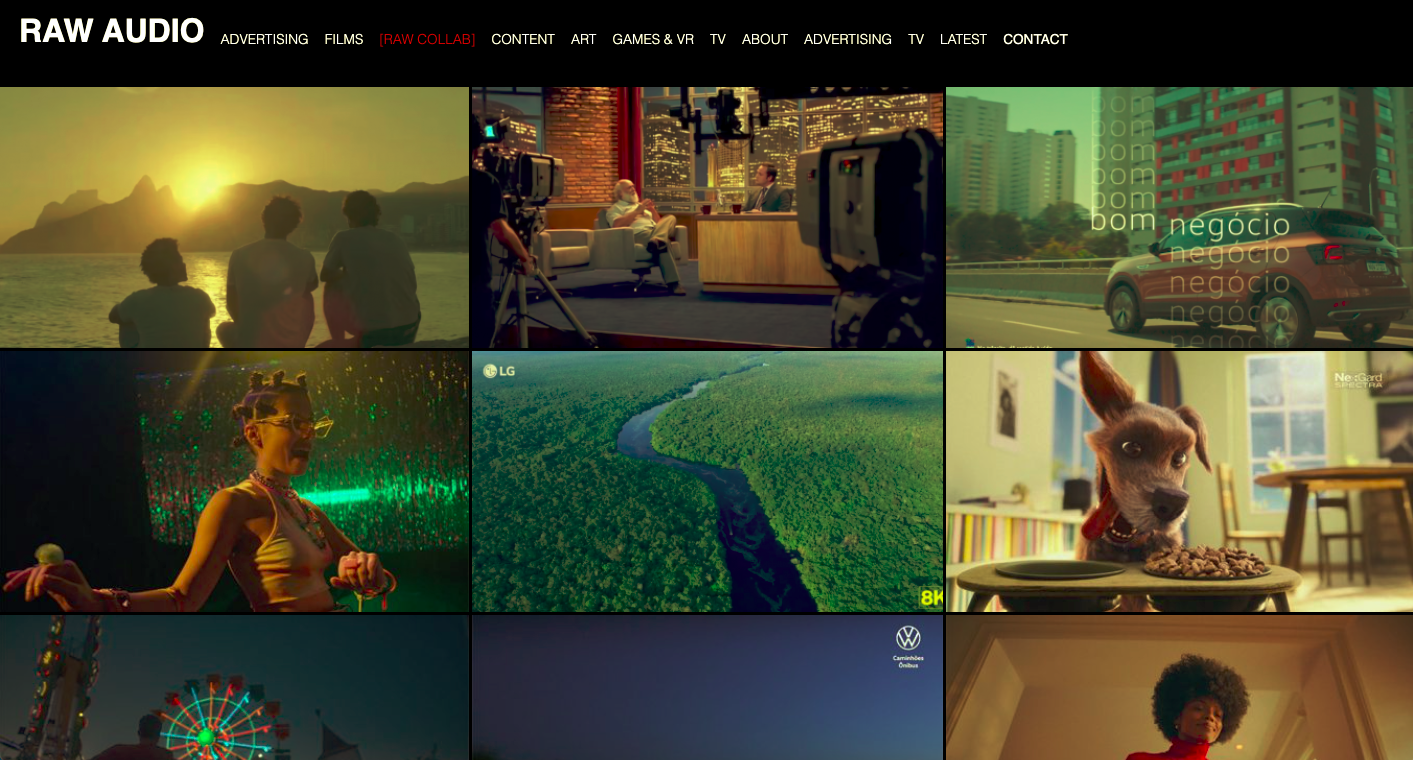 RAW AUDIO
ADVERTISING FILMS [RAW COLLAB] CONTENT ART GAMES & VR TV ABOUT ADVERTISING TV LATEST CONTACT
bom
bom
bom
bom
bom
bom
negócio
negócio
negócio
negócio
negócio
LG
8K
NexGard
SPECTRA
Caminhões
Ônibus